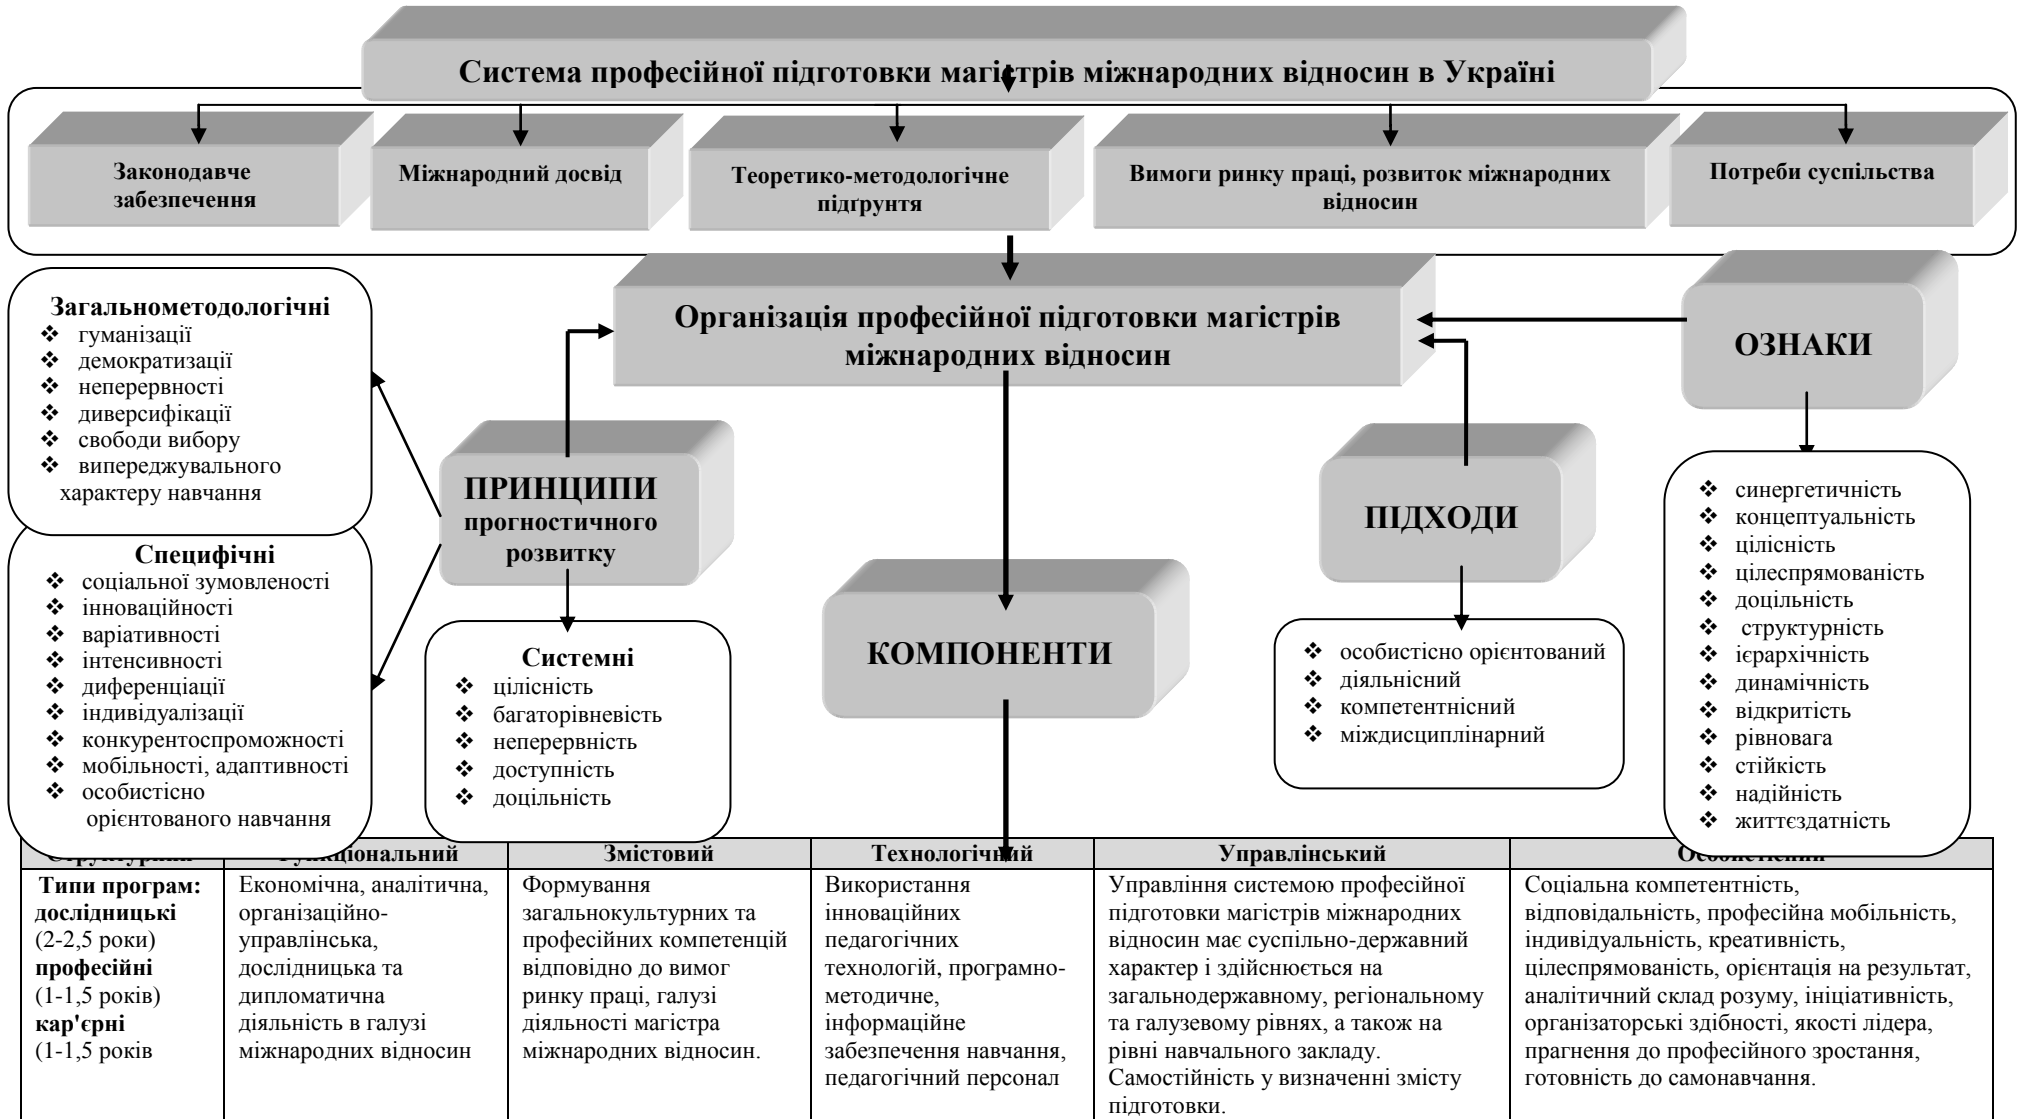 Система професійної підготовки магістрів міжнародних відносин в Україні
Законодавче
забезпечення
Міжнародний досвід
Теоретико-методологічне
підґрунтя
Вимоги ринку праці, розвиток міжнародних
відносин
Потреби суспільства
Організація професійної підготовки магістрів
міжнародних відносин
ОЗНАКИ
Загальнометодологічні
❖ гуманізації
❖ демократизації
❖ неперервності
❖ диверсифікації
❖ свободи вибору
❖ випереджувального
характеру навчання
ПРИНЦИПИ
прогностичного
розвитку
ПІДХОДИ
КОМПОНЕНТИ
Специфічні
❖ соціальної зумовленості
❖ інноваційності
❖ варіативності
❖ інтенсивності
❖ диференціації
❖ індивідуалізації
❖ конкурентоспроможності
❖ мобільності, адаптивності
❖ особистісно
орієнтованого навчання
Системні
❖ цілісність
❖ багаторівневість
❖ неперервність
❖ доступність
❖ доцільність
❖ особистісно орієнтований
❖ діяльнісний
❖ компетентнісний
❖ міждисциплінарний
❖ синергетичність
❖ концептуальність
❖ цілісність
❖ цілеспрямованість
❖ доцільність
❖ структурність
❖ ієрархічність
❖ динамічність
❖ відкритість
❖ рівновага
❖ стійкість
❖ надійність
❖ життєздатність
Функціональний
Змістовий
Технологічний
Управлінський
Типи програм:
дослідницькі
(2-2,5 роки)
професійні
(1-1,5 років)
кар'єрні
(1-1,5 років
Економічна, аналітична,
організаційно-
управлінська,
дослідницька та
дипломатична
діяльність в галузі
міжнародних відносин
Формування
загальнокультурних та
професійних компетенцій
відповідно до вимог
ринку праці, галузі
діяльності магістра
міжнародних відносин.
Використання
інноваційних
педагогічних
технологій, програмно-
методичне,
інформаційне
забезпечення навчання,
педагогічний персонал
Управління системою професійної
підготовки магістрів міжнародних
відносин має суспільно-державний
характер і здійснюється на
загальнодержавному, регіональному
та галузевому рівнях, а також на
рівні навчального закладу.
Самостійність у визначенні змісту
підготовки.
Соціальна компетентність,
відповідальність, професійна мобільність,
індивідуальність, креативність,
цілеспрямованість, орієнтація на результат,
аналітичний склад розуму, ініціативність,
організаторські здібності, якості лідера,
прагнення до професійного зростання,
готовність до самонавчання.